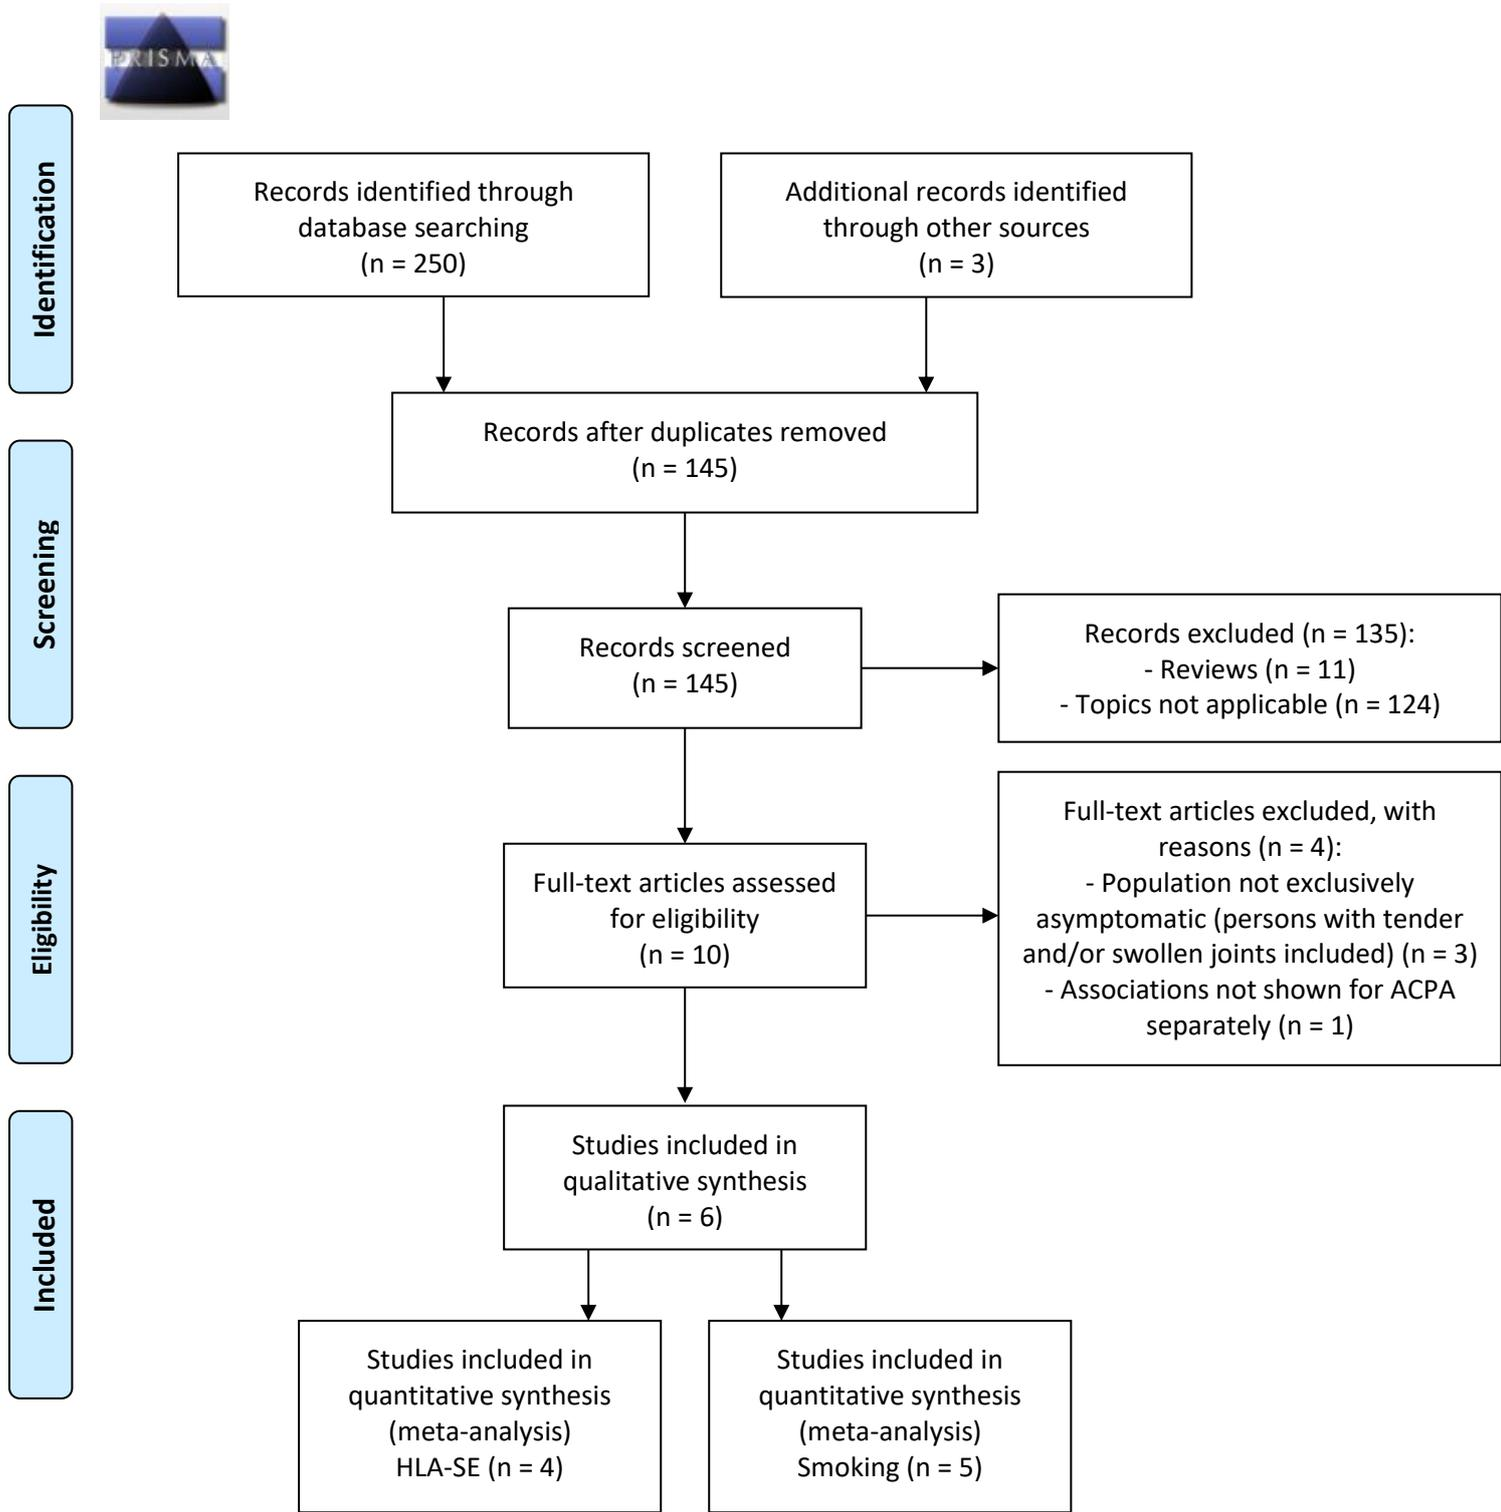 PRISMA
Identification
Records identified through
database searching
(n = 250)
Additional records identified
through other sources
(n = 3)
Records after duplicates removed
(n = 145)
Screening
Records screened
(n = 145)
Records excluded (n = 135):
- Reviews (n = 11)
- Topics not applicable (n = 124)
Eligibility
Full-text articles assessed
for eligibility
(n = 10)
Full-text articles excluded, with
reasons (n = 4):
- Population not exclusively
asymptomatic (persons with tender
and/or swollen joints included) (n = 3)
- Associations not shown for ACPA
separately (n = 1)
Included
Studies included in
qualitative synthesis
(n = 6)
Studies included in
quantitative synthesis
(meta-analysis)
HLA-SE (n = 4)
Studies included in
quantitative synthesis
(meta-analysis)
Smoking (n = 5)